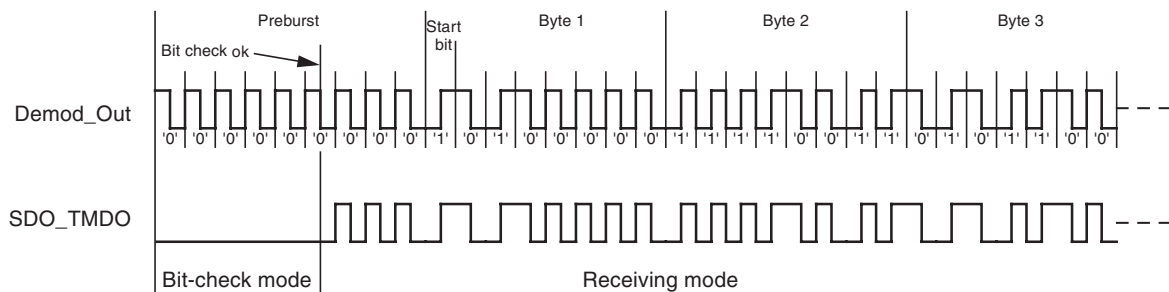 Preburst
Start
bit
Byte 1
Byte 2
Byte 3
Bit check ok
Demod_Out
'0' '0' '0' '0' '0' '0' '0' '0' '0' '1' '0' '1' '0' '0' '0' '0' '0' '1' '1' '1' '1' '0' '0' '1' '1' '0' '1' '0' '1' '1' '0' '0'
SDO_TMDO
Bit-check mode
Receiving mode